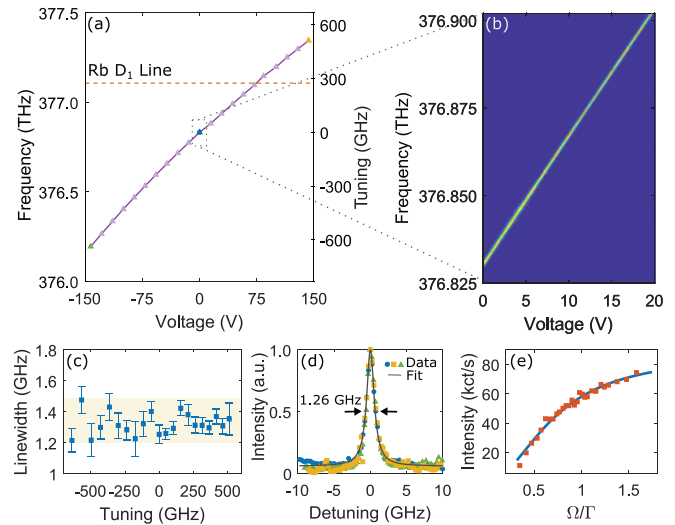 (a)
Rb D1 Line
Frequency (THz)
377.5
377.0
376.5
376.0
-150
-75
0
75
150
Voltage (V)
600
300
0
-300
-600
Tuning (GHz)
(b)
Frequency (THz)
376.902
376.875
376.850
376.825
0
5
10
15
20
Voltage (V)
(c)
Linewidth (GHz)
1.8
1.6
1.4
1.2
1.0
-500
-250
0
250
500
Tuning (GHz)
(d)
Data
Fit
1.26 GHz
Intensity (a.u.)
1.0
0.5
0
-10
-5
0
5
10
Detuning (GHz)
(e)
Intensity (kct/s)
80
60
40
20
0.5
1.0
1.5
Ω/Γ